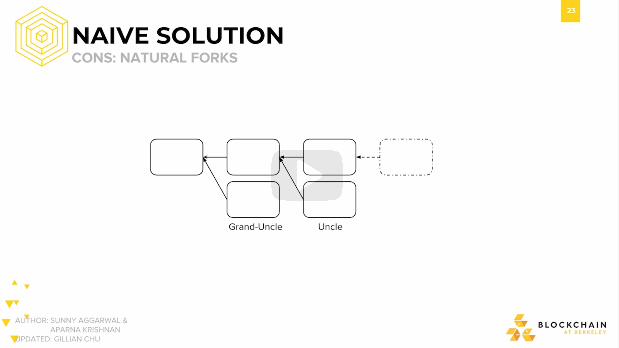 23
NAIVE SOLUTION
CONS: NATURAL FORKS
Grand-Uncle
Uncle
AUTHOR: SUNNY AGGARWAL &
APARNA KRISHNAN
UPDATED: GILLIAN CHU
BLOCKCHAIN
AT BERKELEY